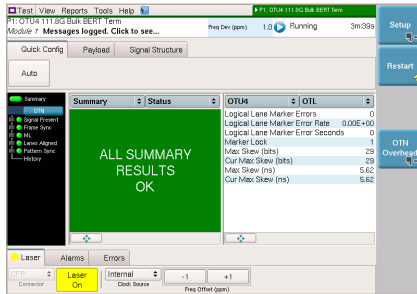 Test View Reports Tools Help
P1: OTU4 111.8G Bulk BERT Term
P1: OTU4 111.8G Bulk BERT Term
Module 1 Messages logged. Click to see...
Freq Dev (ppm) 1.0 Running 3m:39s
Setup
Quick Config Payload Signal Structure
Auto
Restart
Summary
OTN
Signal Present
Frame Sync
ML
Lanes Aligned
Pattern Sync
History
Summary Status
ALL SUMMARY
RESULTS
OK
OTU4 OTL
Logical Lane Marker Errors 0
Logical Lane Marker Error Rate 0.00E+00
Logical Lane Marker Error Seconds 0
Marker Lock 1
Max Skew (bits) 29
Cur Max Skew (bits) 29
Max Skew (ns) 5.62
Cur Max Skew (ns) 5.62
OTN
Overhead
Laser Alarms Errors
CFP
Connector
Laser
On
Internal
Clock Source
-1 +1
Freq Offset (ppm)